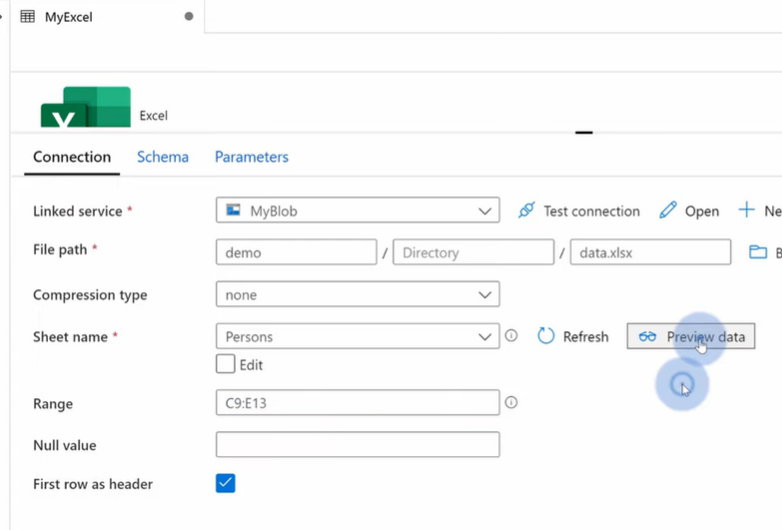 MyExcel
Excel
Connection Schema Parameters
Linked service * MyBlob Test connection Open
File path * demo / Directory / data.xlsx
Compression type none
Sheet name * Persons Refresh Preview data
Edit
Range C9:E13
Null value
First row as header